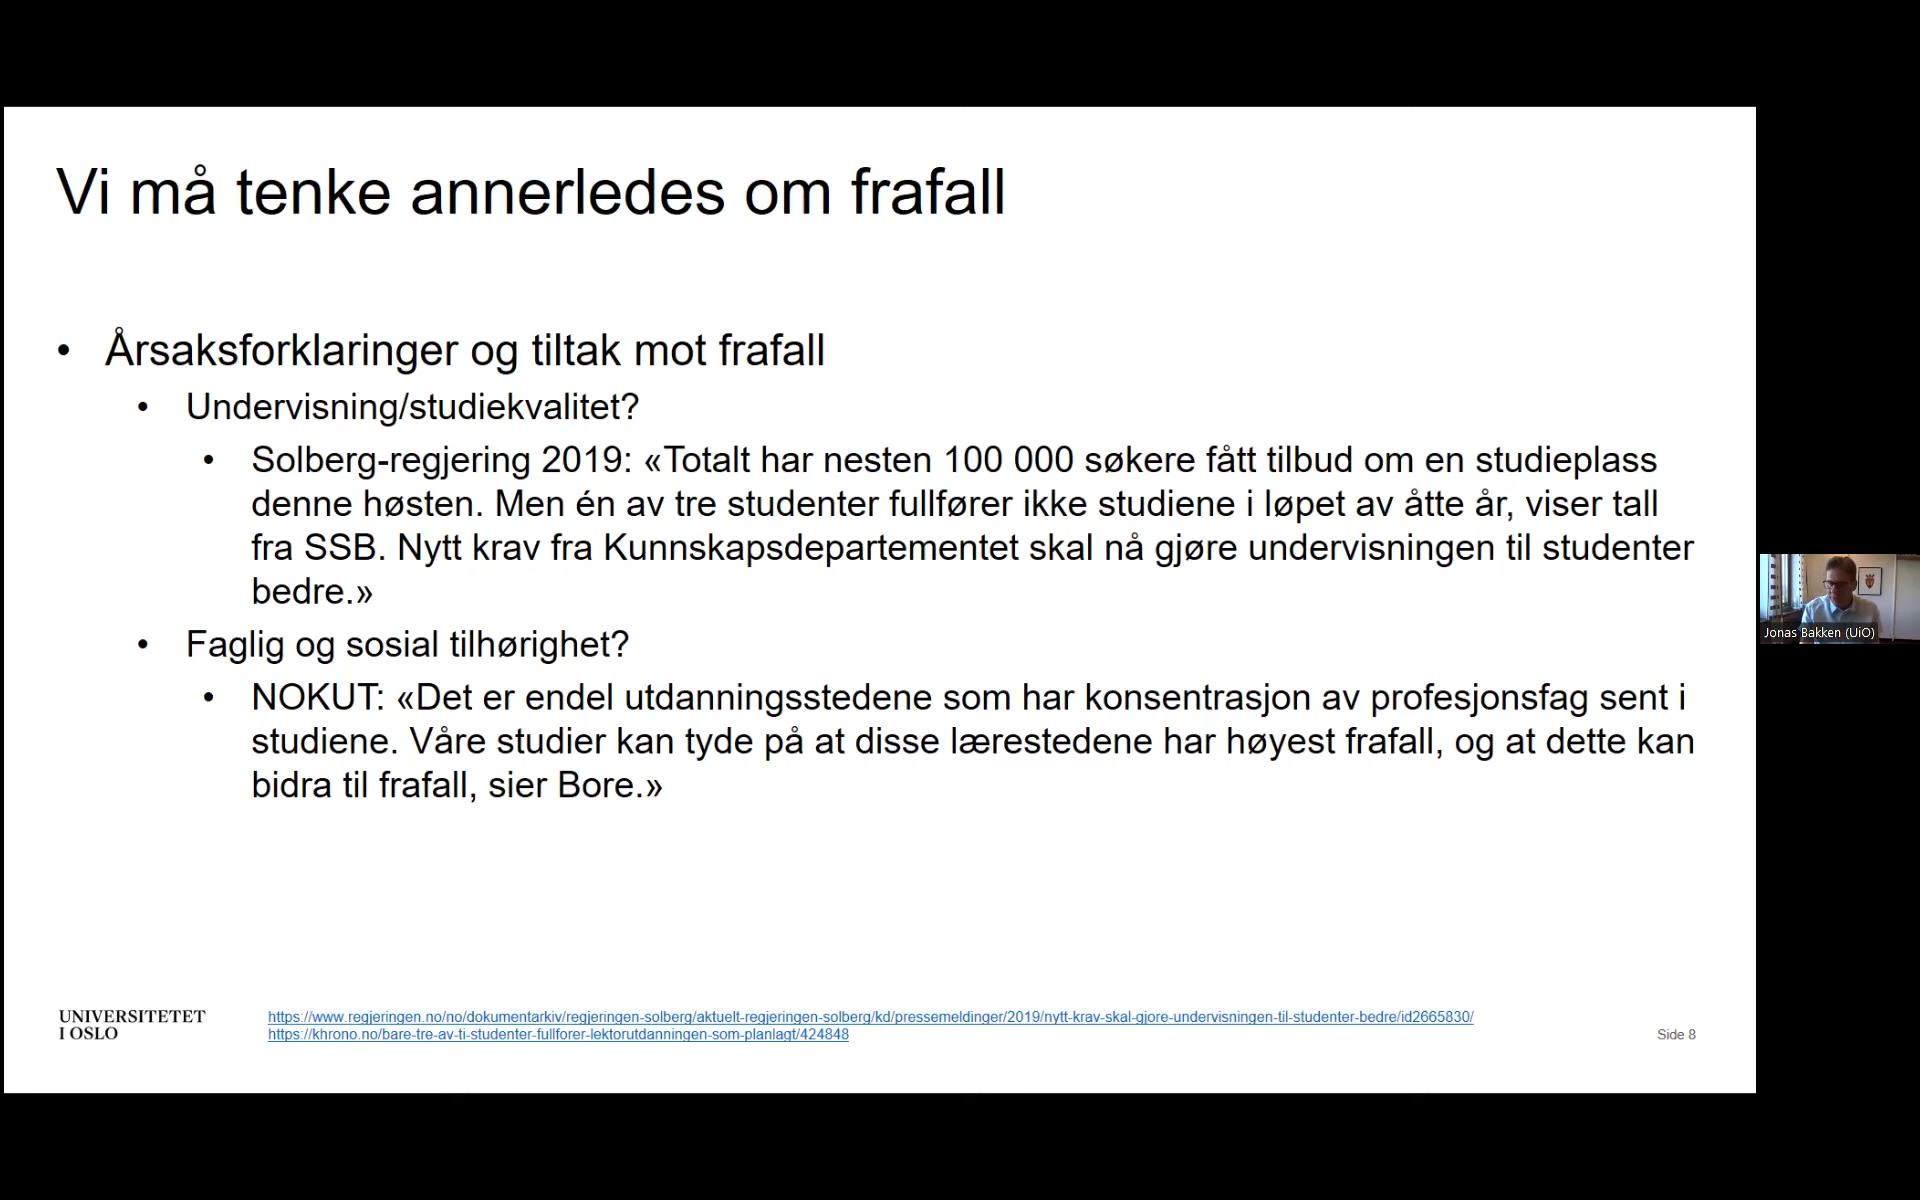 Vi må tenke annerledes om frafall
• Årsaksforklaringer og tiltak mot frafall
• Undervisning/studiekvalitet?
• Solberg-regjering 2019: «Totalt har nesten 100 000 søkere fått tilbud om en studieplass
denne høsten. Men én av tre studenter fullfører ikke studiene i løpet av åtte år, viser tall
fra SSB. Nytt krav fra Kunnskapsdepartementet skal nå gjøre undervisningen til studenter
bedre.»
• Faglig og sosial tilhørighet?
• NOKUT: «Det er endel utdanningsstedene som har konsentrasjon av profesjonsfag sent i
studiene. Våre studier kan tyde på at disse lærestedene har høyest frafall, og at dette kan
bidra til frafall, sier Bore.»
Jonas Bakken (UiO)
UNIVERSITETET
I OSLO
https://www.regjeringen.no/no/dokumentarkiv/regjeringen-solberg/aktuelt-regjeringen-solberg/kd/pressemeldinger/2019/nytt-krav-skal-gjore-undervisningen-til-studenter-bedre/id2665830/
https://khrono.no/bare-tre-av-ti-studenter-fullforer-lektorutdanningen-som-planlagt/424848
Side 8